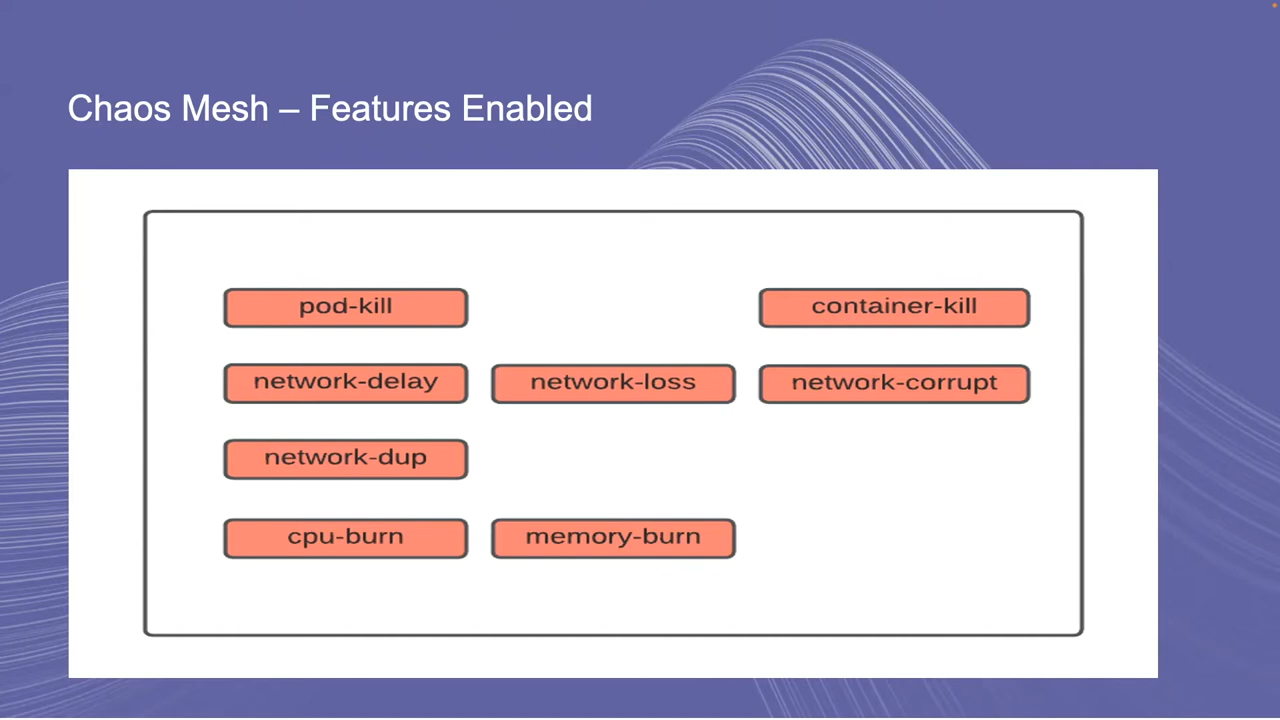 Chaos Mesh – Features Enabled
pod-kill
container-kill
network-delay
network-loss
network-corrupt
network-dup
cpu-burn
memory-burn